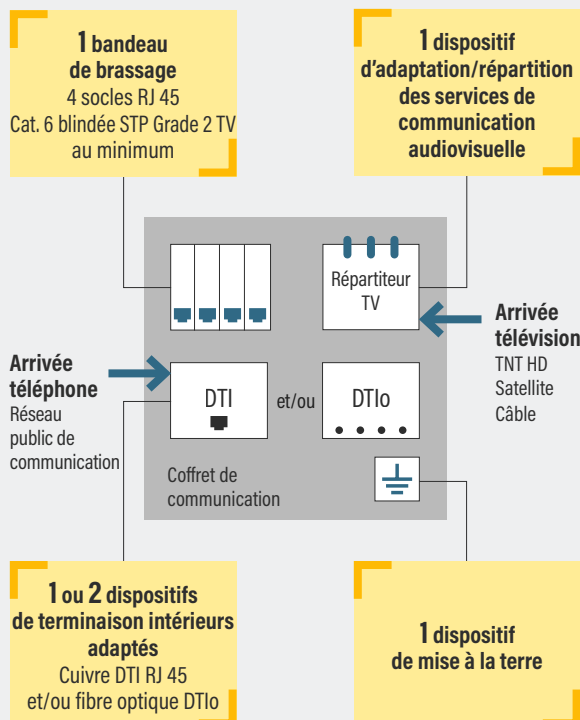 1 bandeau
de brassage
4 socles RJ 45
Cat. 6 blindée STP Grade 2 TV
au minimum
1 dispositif
d'adaptation/répartition
des services de
communication
audiovisuelle
Répartiteur
TV
Arrivée
télévision
TNT HD
Satellite
Câble
Arrivée
téléphone
Réseau
public de
communication
DTI
et/ou
DTIo
Coffret de
communication
1 ou 2 dispositifs
de terminaison intérieurs
adaptés
Cuivre DTI RJ 45
et/ou fibre optique DTIo
1 dispositif
de mise à la terre